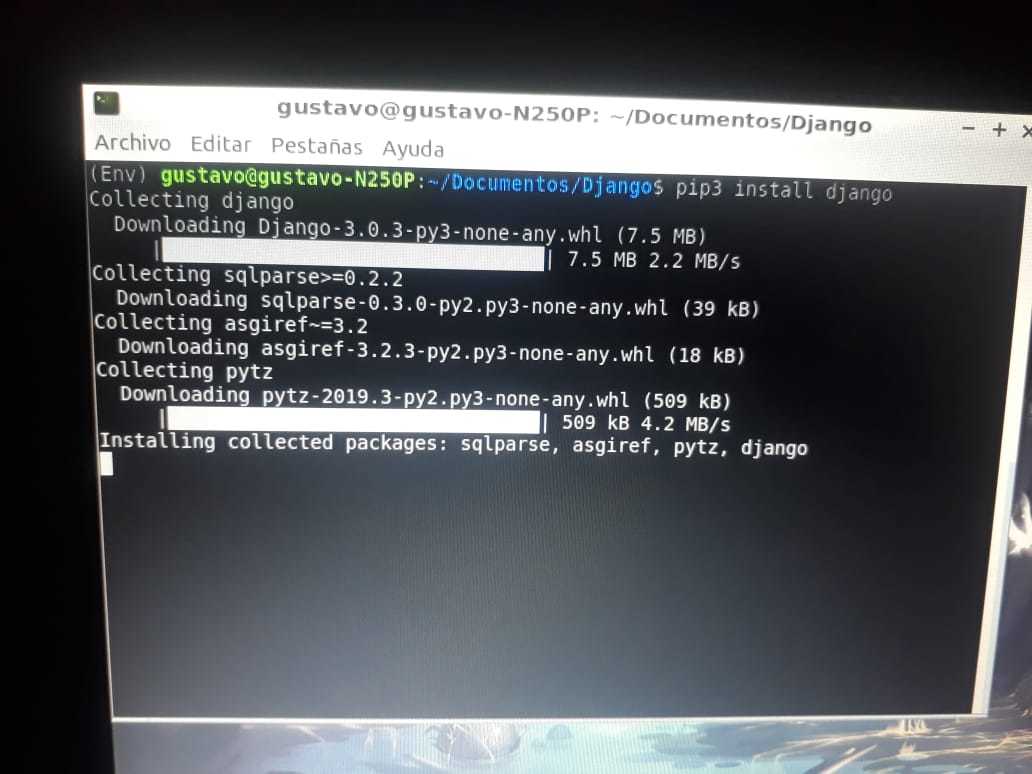 gustavo@gustavo-N250P: ~/Documentos/Django
Archivo Editar Pestañas Ayuda
(Env) gustavo@gustavo-N250P:~/Documentos/Django$ pip3 install django
Collecting django
Downloading Django-3.0.3-py3-none-any.whl (7.5 MB)
| | 7.5 MB 2.2 MB/s
Collecting sqlparse>=0.2.2
Downloading sqlparse-0.3.0-py2.py3-none-any.whl (39 kB)
Collecting asgiref~=3.2
Downloading asgiref-3.2.3-py2.py3-none-any.whl (18 kB)
Collecting pytz
Downloading pytz-2019.3-py2.py3-none-any.whl (509 kB)
| | 509 kB 4.2 MB/s
Installing collected packages: sqlparse, asgiref, pytz, django